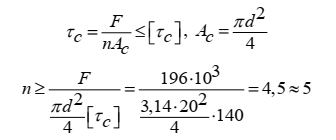 τ_c = F/(nA_c) ≤ [τ_c], A_c = πd²/4
n ≥ F/((πd²/4)[τ_c]) = 196·10³/((3,14·20²/4)·140) = 4,5 ≈ 5